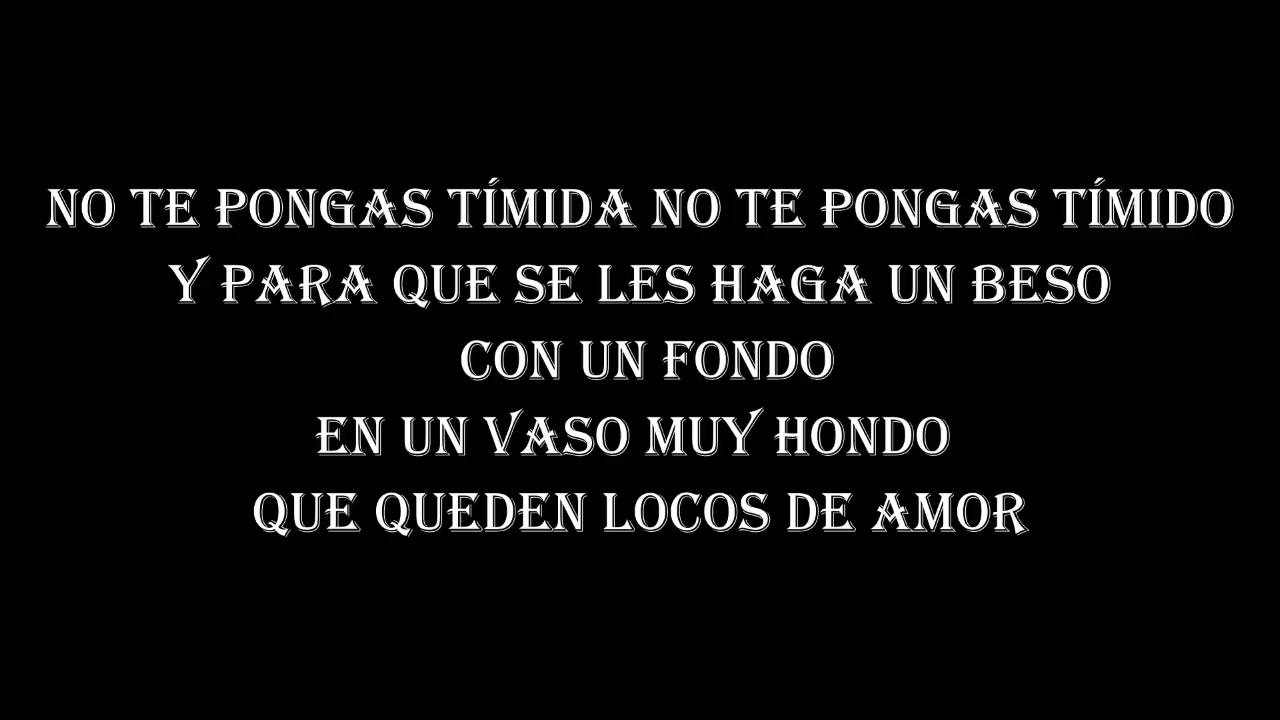 NO TE PONGAS TÍMIDA NO TE PONGAS TÍMIDO
Y PARA QUE SE LES HAGA UN BESO
CON UN FONDO
EN UN VASO MUY HONDO
QUE QUEDEN LOCOS DE AMOR